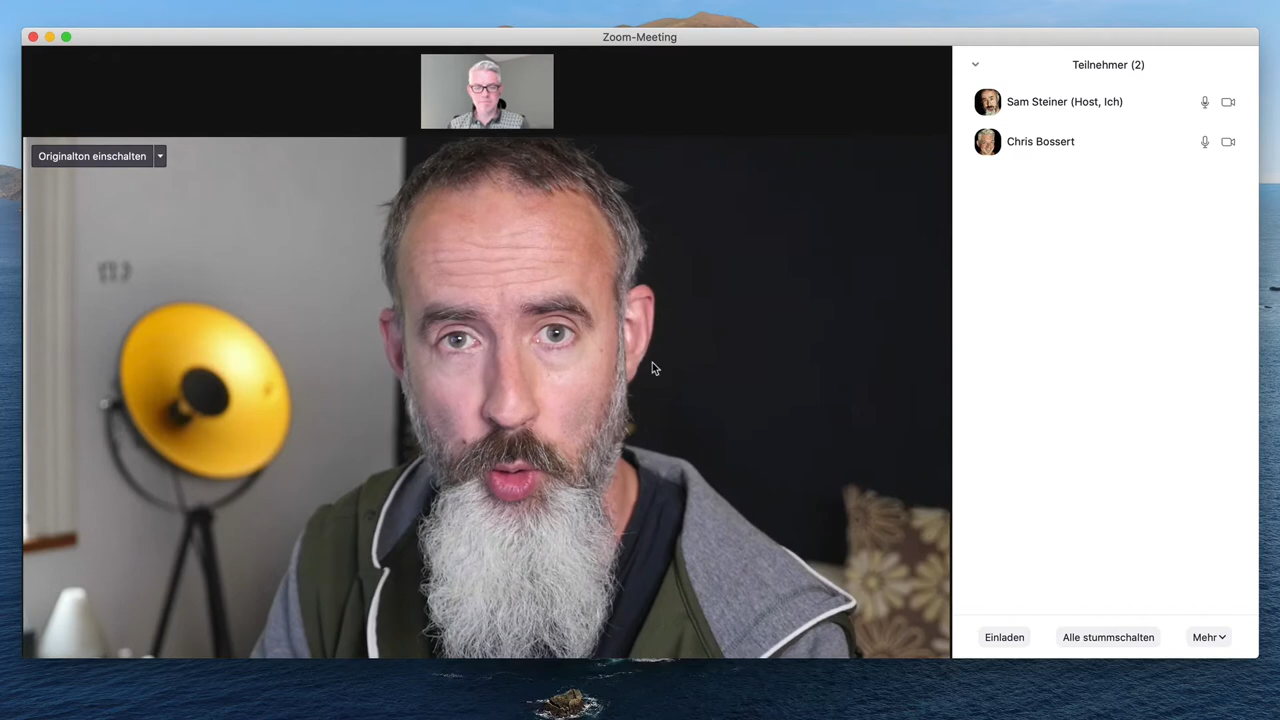 Zoom-Meeting
Originalton einschalten
Teilnehmer (2)
Sam Steiner (Host, Ich)
Chris Bossert
Einladen
Alle stummschalten
Mehr